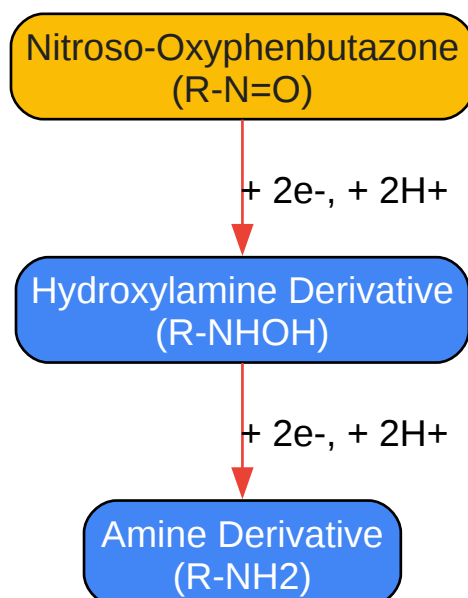 Nitroso-Oxyphenbutazone
(R-N=O)
+ 2e-, + 2H+
Hydroxylamine Derivative
(R-NHOH)
+ 2e-, + 2H+
Amine Derivative
(R-NH2)